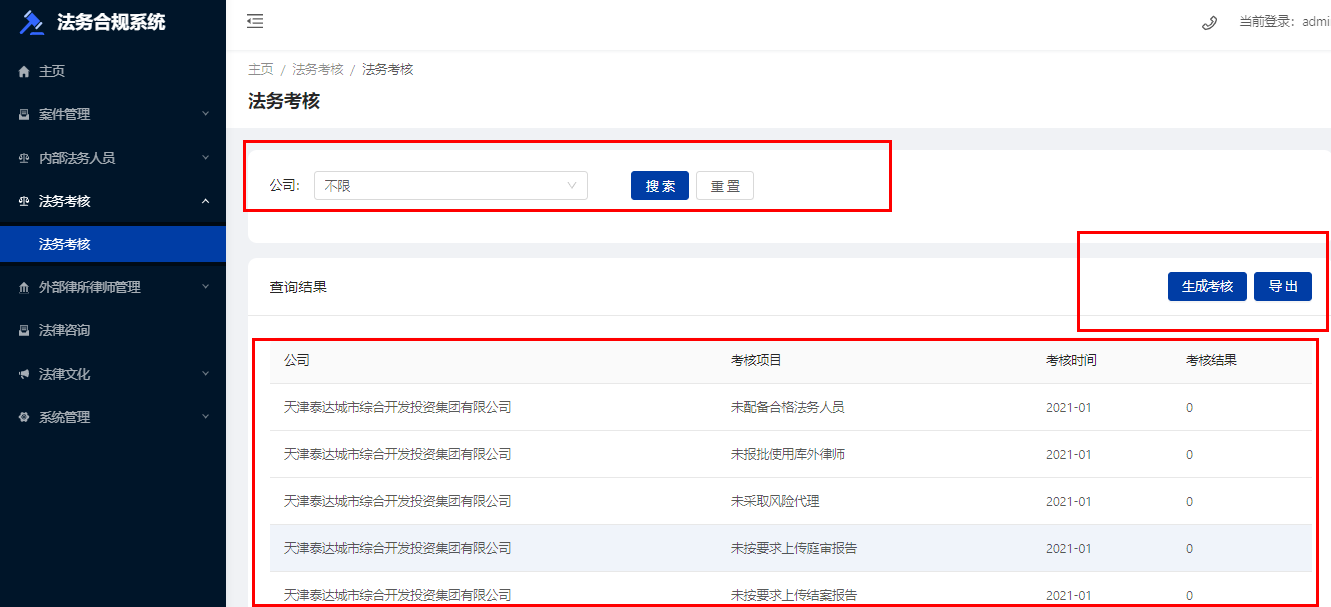 法务合规系统
当前登录：admi
主页
案件管理
内部法务人员
法务考核
法务考核
外部律所律师管理
法律咨询
法律文化
系统管理
主页 / 法务考核 / 法务考核
法务考核
公司: 不限 搜索 重置
查询结果 生成考核 导出
公司 考核项目 考核时间 考核结果
天津泰达城市综合开发投资集团有限公司 未配备合格法务人员 2021-01 0
天津泰达城市综合开发投资集团有限公司 未报批使用库外律师 2021-01 0
天津泰达城市综合开发投资集团有限公司 未采取风险代理 2021-01 0
天津泰达城市综合开发投资集团有限公司 未按要求上传庭审报告 2021-01 0
天津泰达城市综合开发投资集团有限公司 未按要求上传结案报告 2021-01 0